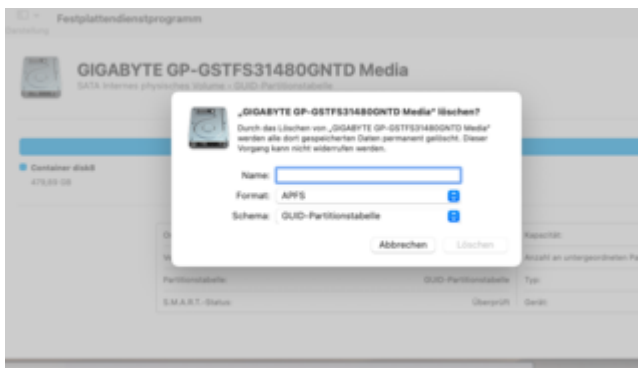 Festplattendienstprogramm
Darstellung
GIGABYTE GP-GSTFS31480GNTD Media
SATA Internes physisches Volume • GUID-Partitionstabelle
„GIGABYTE GP-GSTFS31480GNTD Media“ löschen?
Durch das Löschen von „GIGABYTE GP-GSTFS31480GNTD Media“
werden alle dort gespeicherten Daten permanent gelöscht. Dieser
Vorgang kann nicht widerrufen werden.
Name:
Format: APFS
Schema: GUID-Partitionstabelle
Abbrechen Löschen
Container disk8
479,89 GB
Kapazität:
Anzahl an untergeordneten
Partitionstabelle: GUID-Partitionstabelle Typ:
S.M.A.R.T.-Status: Überprüft Gerät: